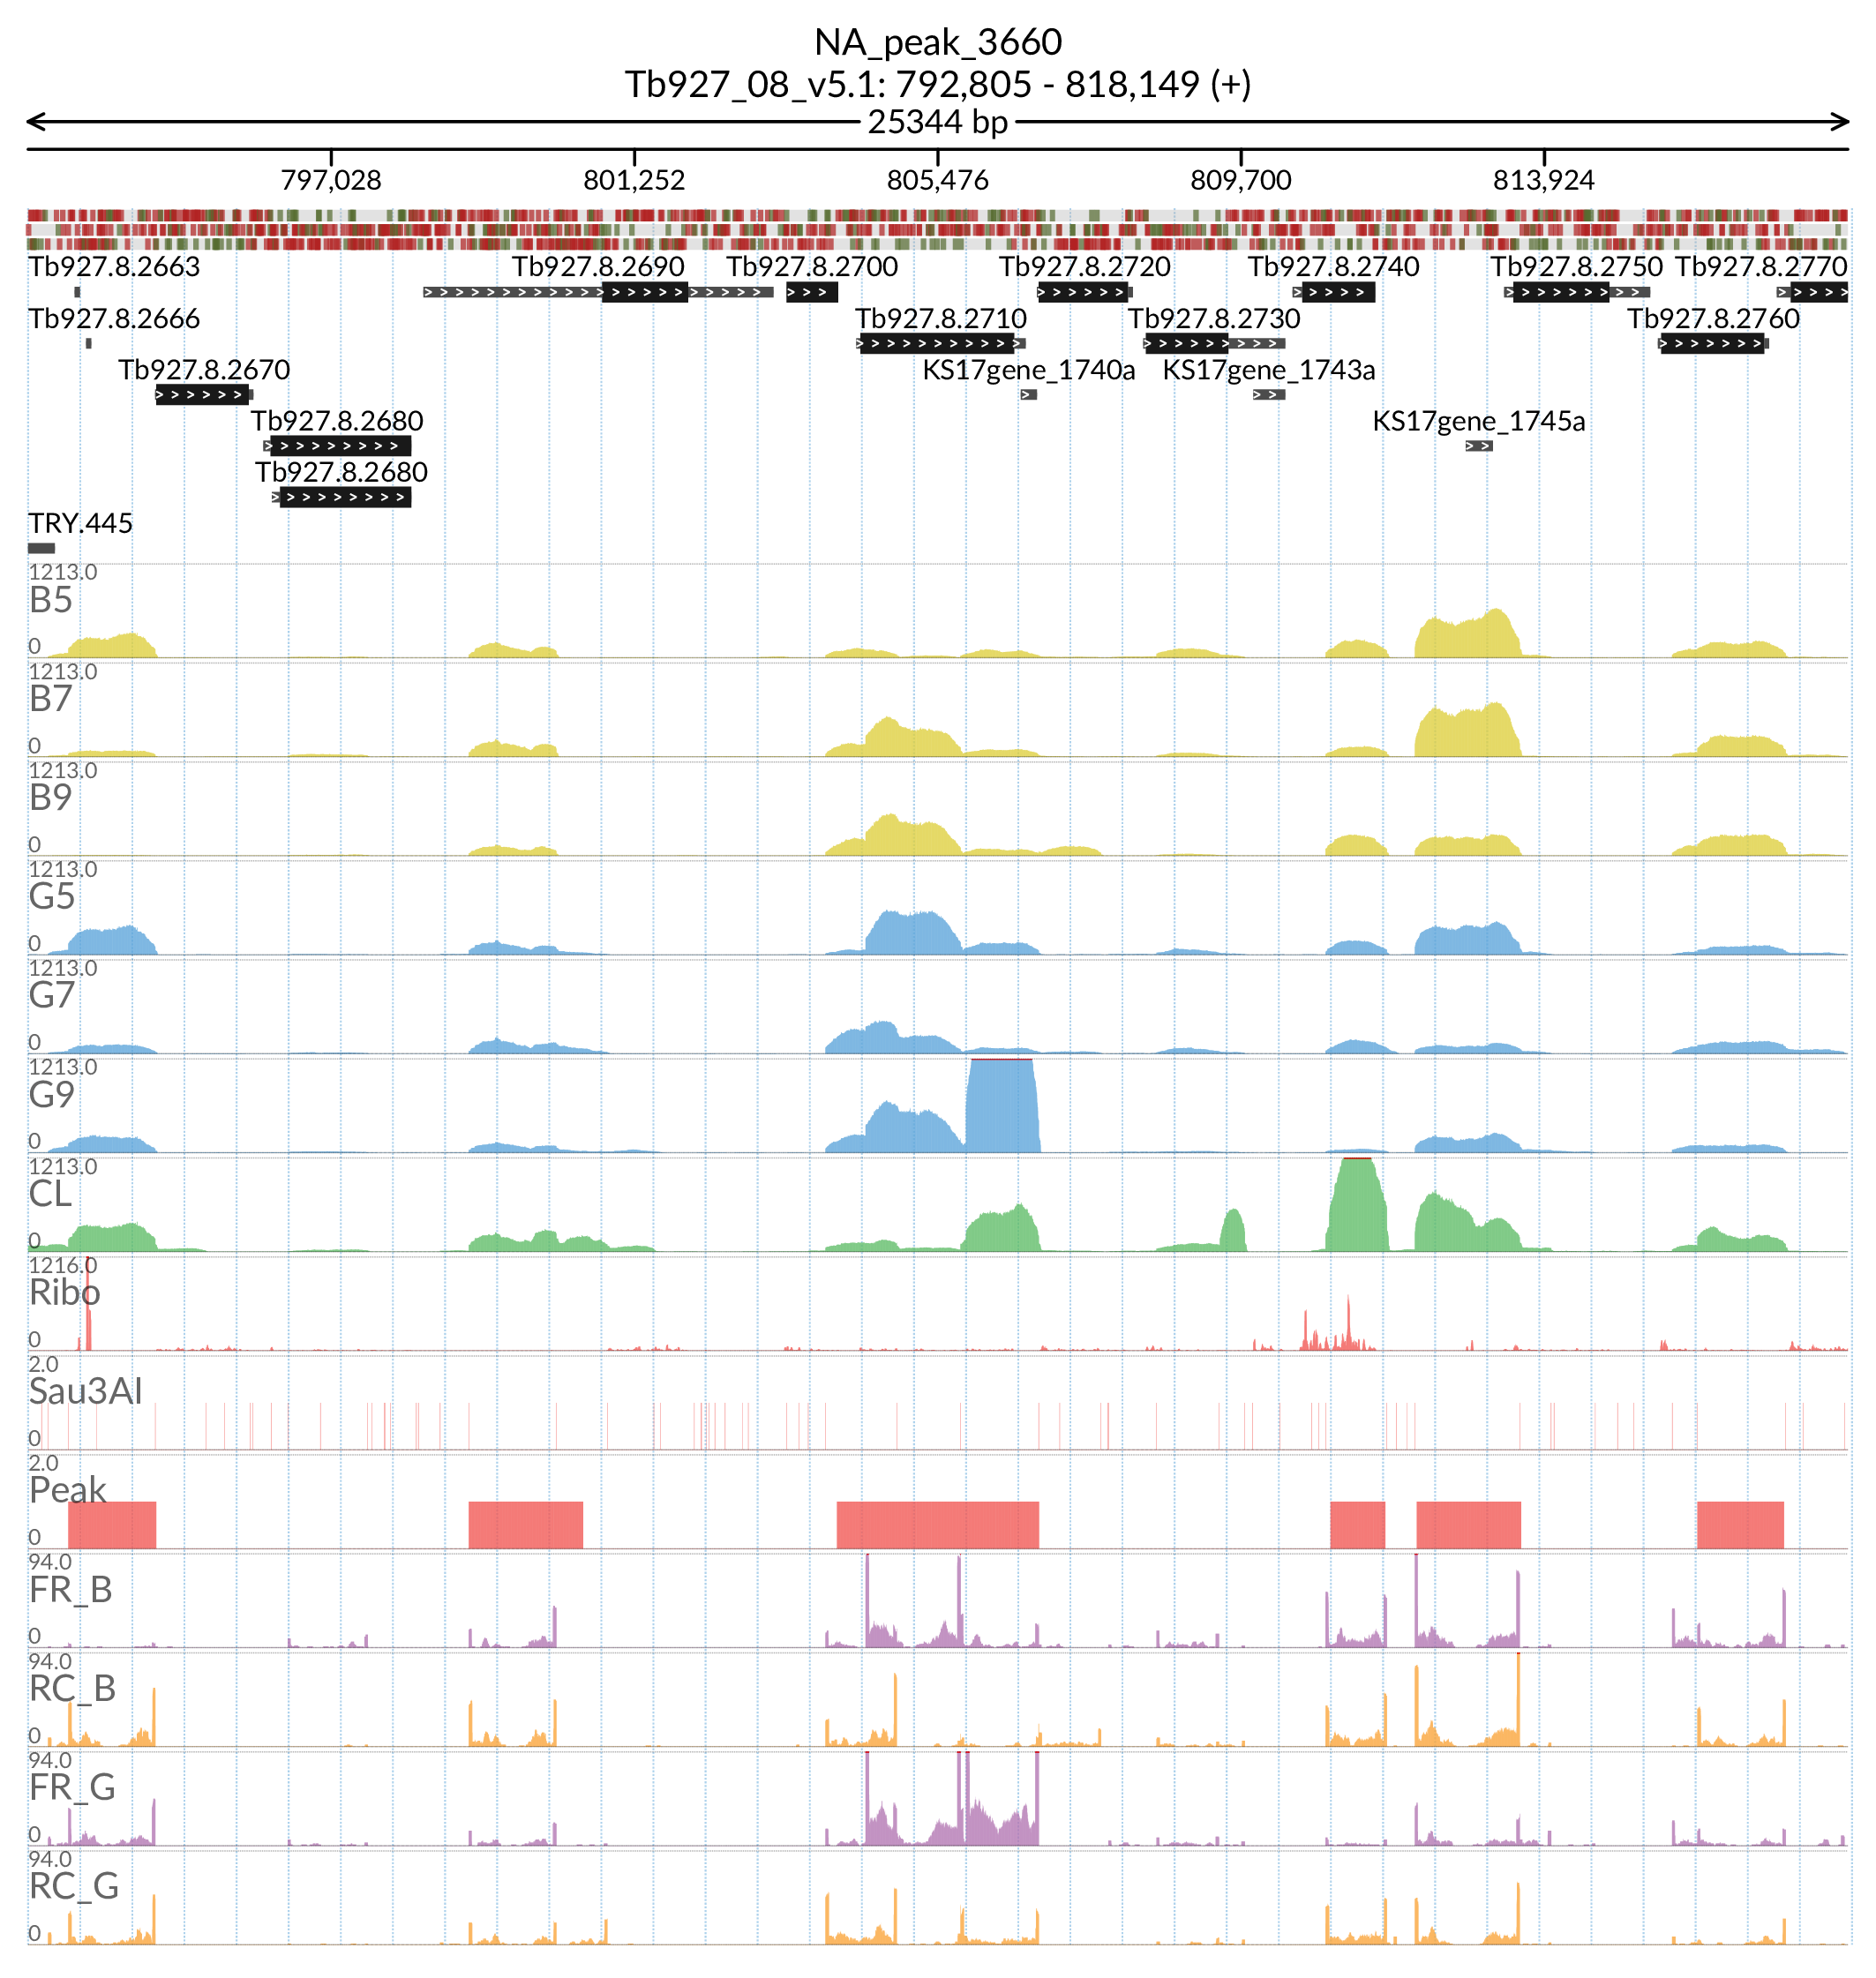 NA_peak_3660
Tb927_08_v5.1: 792,805 - 818,149 (+)
25344 bp
797,028 801,252 805,476 809,700 813,924
Tb927.8.2663 Tb927.8.2690 Tb927.8.2700 Tb927.8.2720 Tb927.8.2740 Tb927.8.2750 Tb927.8.2770
Tb927.8.2666 Tb927.8.2710 Tb927.8.2730 Tb927.8.2760
Tb927.8.2670 KS17gene_1740a KS17gene_1743a
Tb927.8.2680 KS17gene_1745a
Tb927.8.2680
TRY.445
1213.0
B5
0
1213.0
B7
0
1213.0
B9
0
1213.0
G5
0
1213.0
G7
0
1213.0
G9
0
1213.0
CL
0
1216.0
Ribo
0
2.0
Sau3AI
0
2.0
Peak
0
94.0
FR_B
0
94.0
RC_B
0
94.0
FR_G
0
94.0
RC_G
0